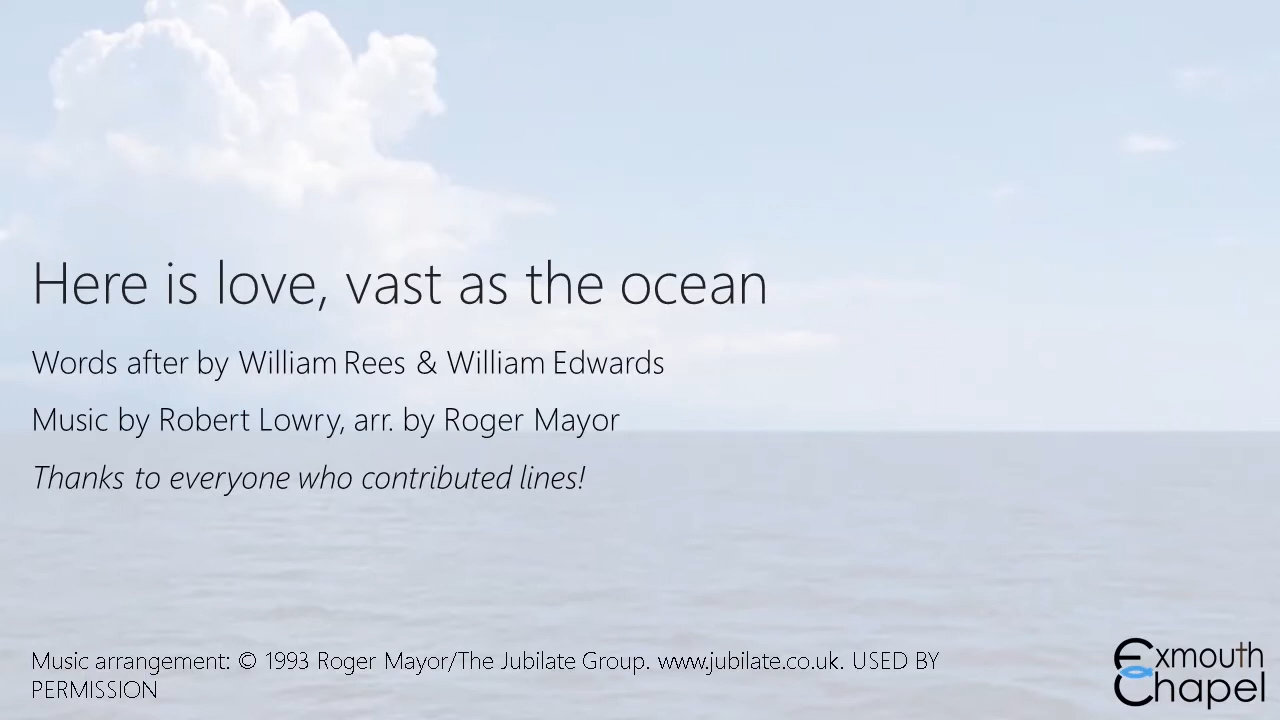 Here is love, vast as the ocean
Words after by William Rees & William Edwards
Music by Robert Lowry, arr. by Roger Mayor
Thanks to everyone who contributed lines!
Music arrangement: © 1993 Roger Mayor/The Jubilate Group. www.jubilate.co.uk. USED BY
PERMISSION
Exmouth
Chapel